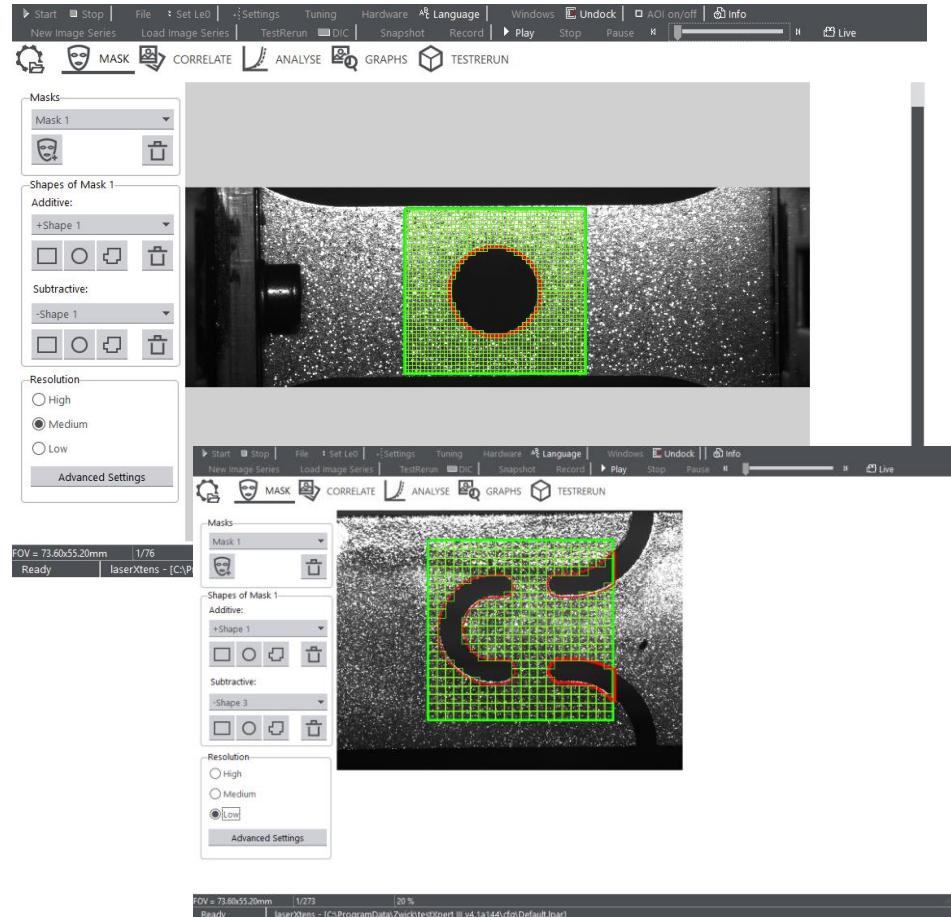 Start Stop File Set Le0 Settings Tuning Hardware Language Windows Undock AOI on/off Info
New Image Series Load Image Series TestRerun DIC Snapshot Record Play Stop Pause Live
MASK CORRELATE ANALYSE GRAPHS TESTRERUN
Masks
Mask 1
Shapes of Mask 1
Additive:
+Shape 1
Subtractive:
-Shape 1
Resolution
High
Medium
Low
Advanced Settings
FOV = 73.60x55.20mm 1/76
Ready laserXtens - [C:\P
Start Stop File Set Le0 Settings Tuning Hardware Language Windows Undock Info
New Image Series Load Image Series TestRerun DIC Snapshot Record Play Stop Pause Live
MASK CORRELATE ANALYSE GRAPHS TESTRERUN
Masks
Mask 1
Shapes of Mask 1
Additive:
+Shape 1
Subtractive:
-Shape 3
Resolution
High
Medium
Low
Advanced Settings
FOV = 73.60x55.20mm 1/273 20 %
Ready laserXtens - [C:\ProgramData\Zwick\testXpert III v4.1a144\cfg\Default.lpar]